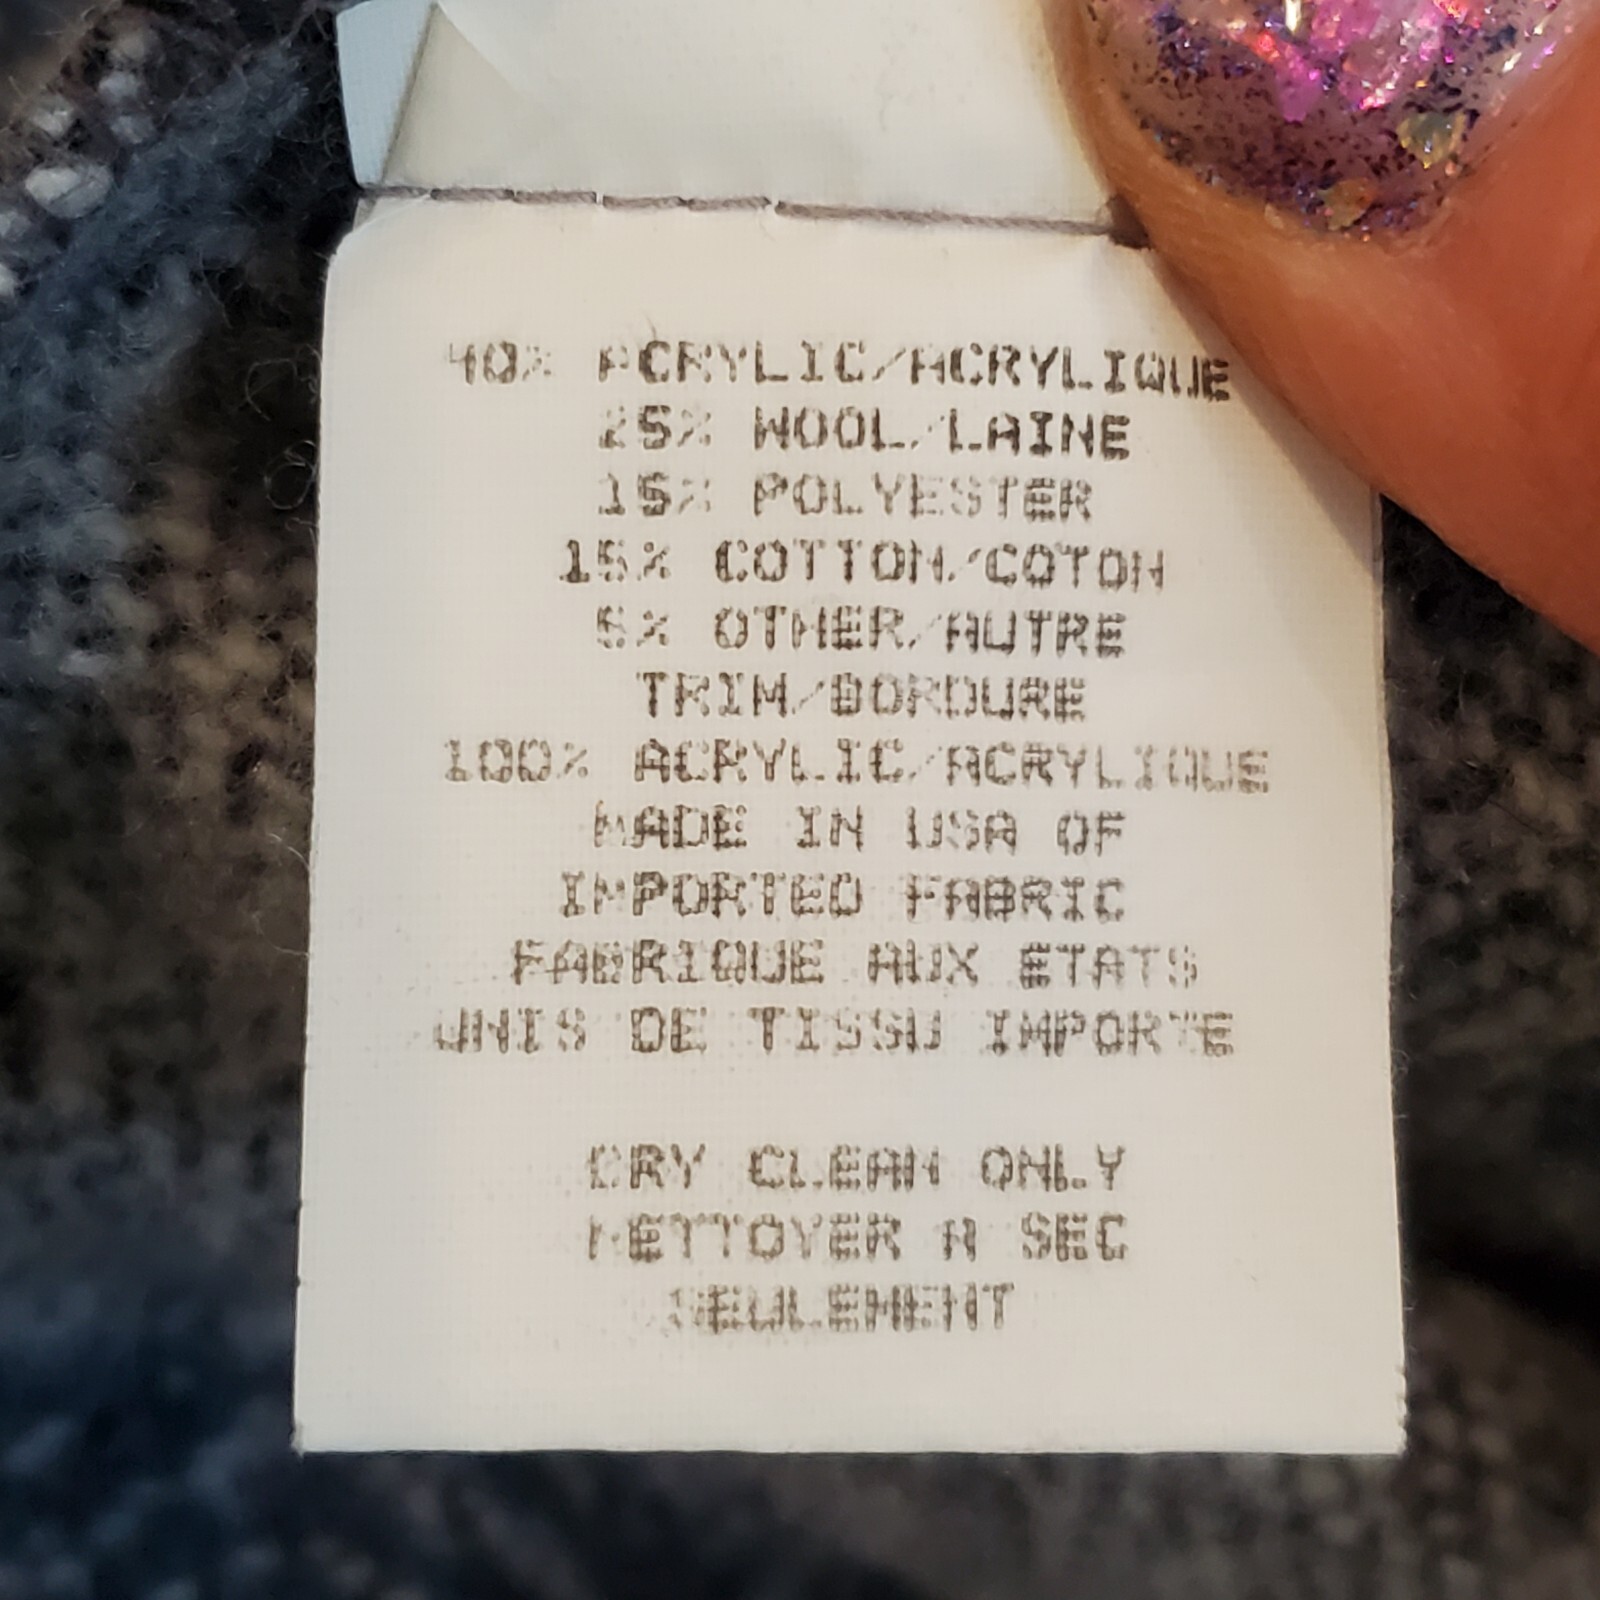 40% ACRYLIC/ACRYLIQUE
25% WOOL/LAINE
15% POLYESTER
15% COTTON/COTON
5% OTHER/AUTRE
TRIM/BORDURE
100% ACRYLIC/ACRYLIQUE
MADE IN USA OF
IMPORTED FABRIC
FABRIQUE AUX ETATS
UNIS DE TISSU IMPORTE
DRY CLEAN ONLY
NETTOYER A SEC
SEULEMENT